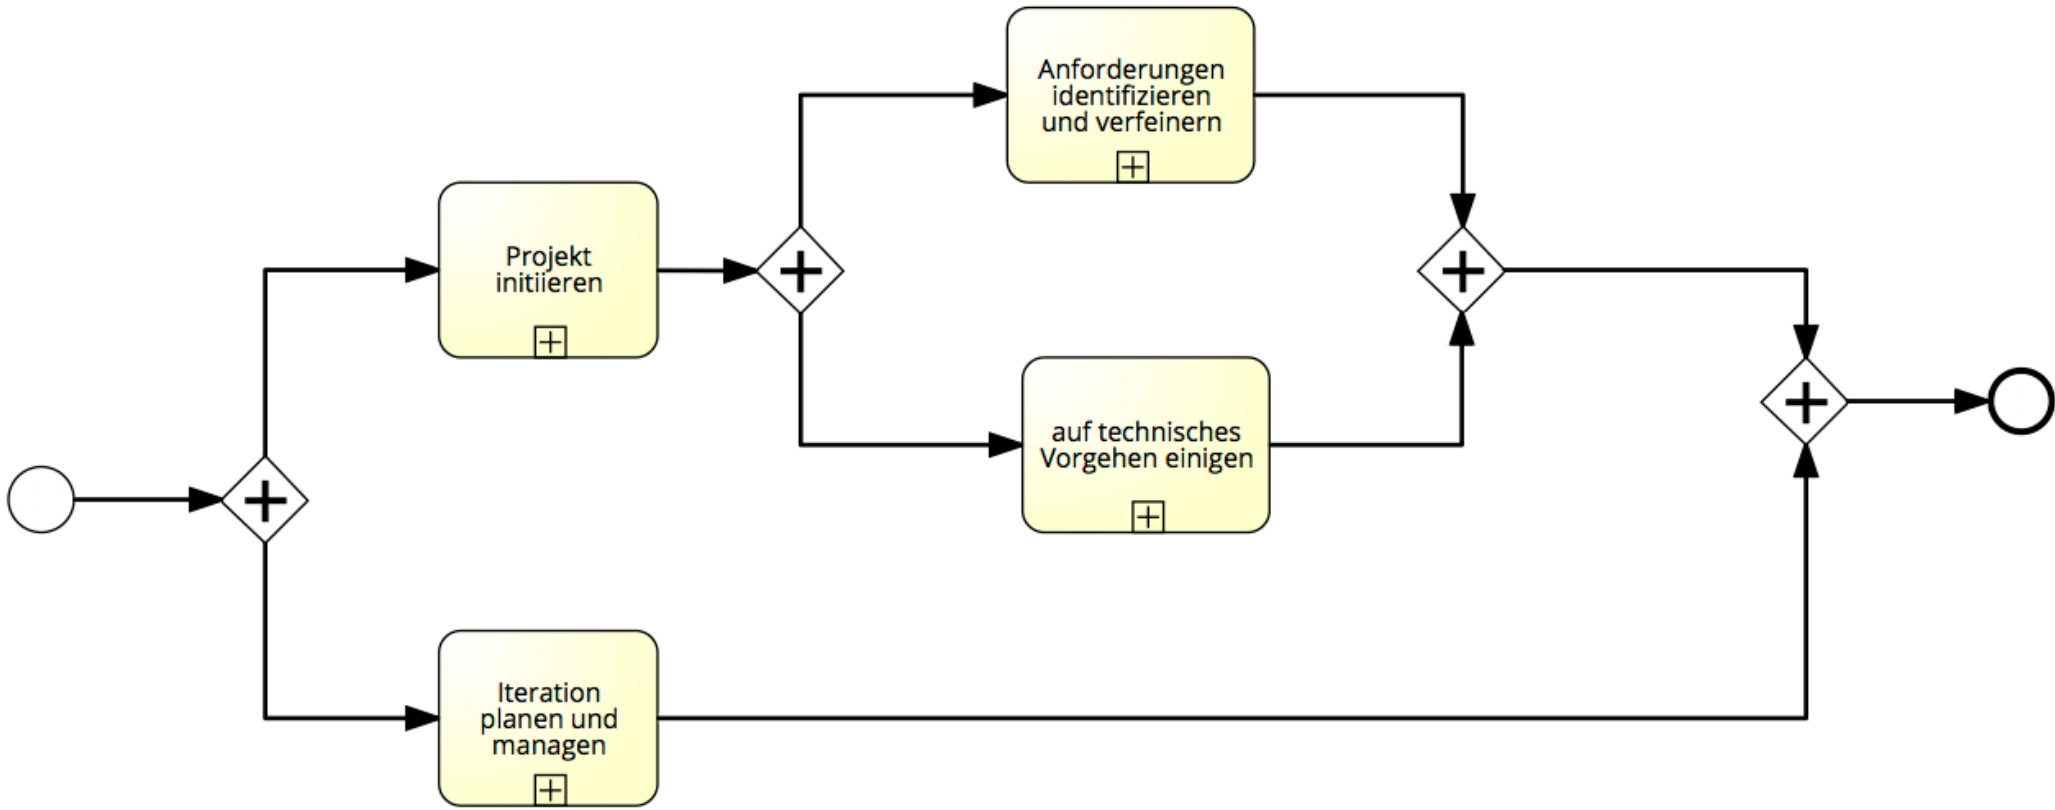 Anforderungen
identifizieren
und verfeinern
Projekt
initiieren
auf technisches
Vorgehen einigen
Iteration
planen und
managen